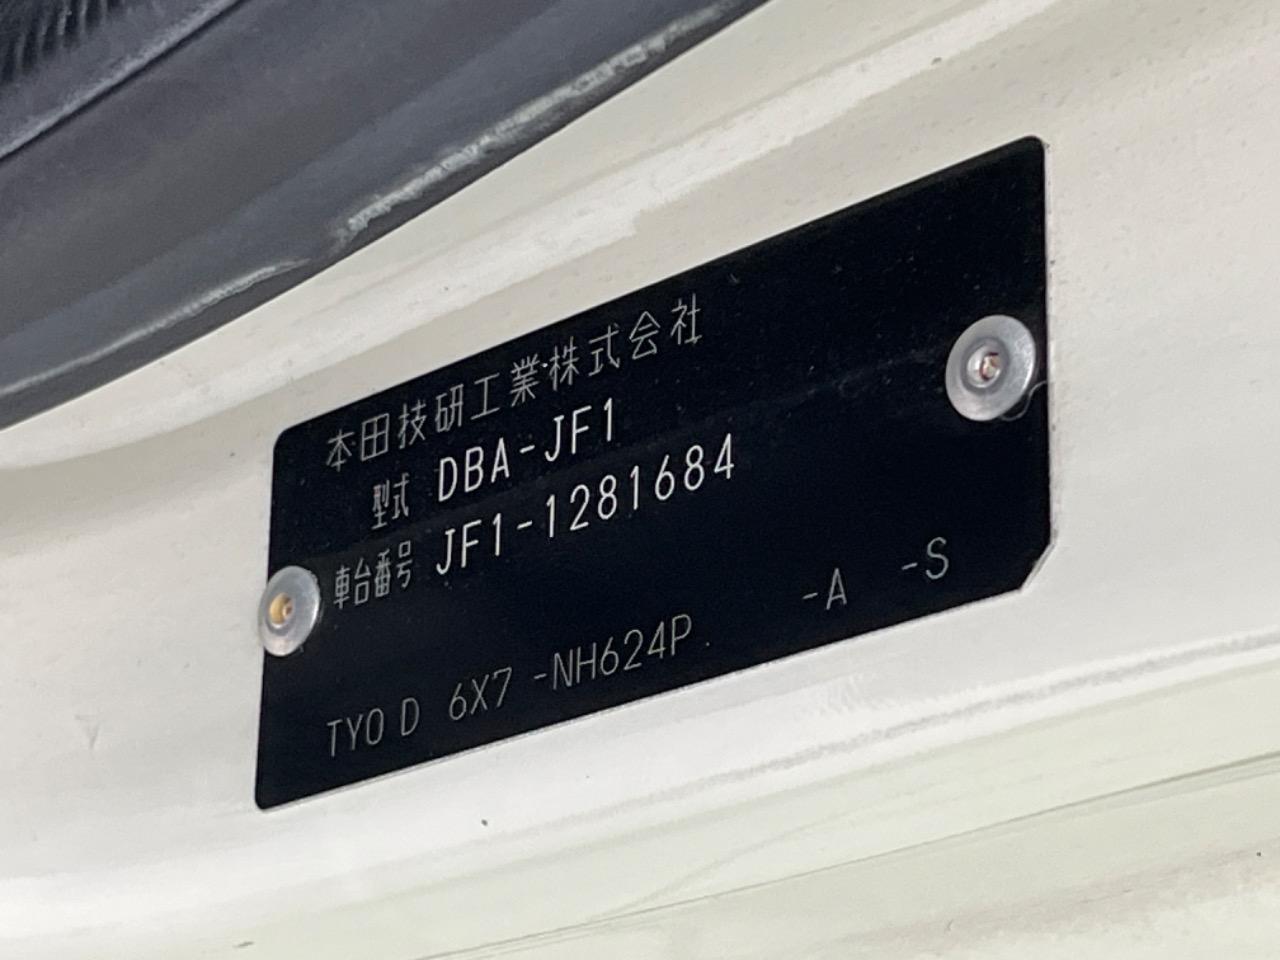 本田技研工業株式会社
型式 DBA-JF1
車台番号 JF1-1281684
TY0 D 6X7 -NH624P. -A -S